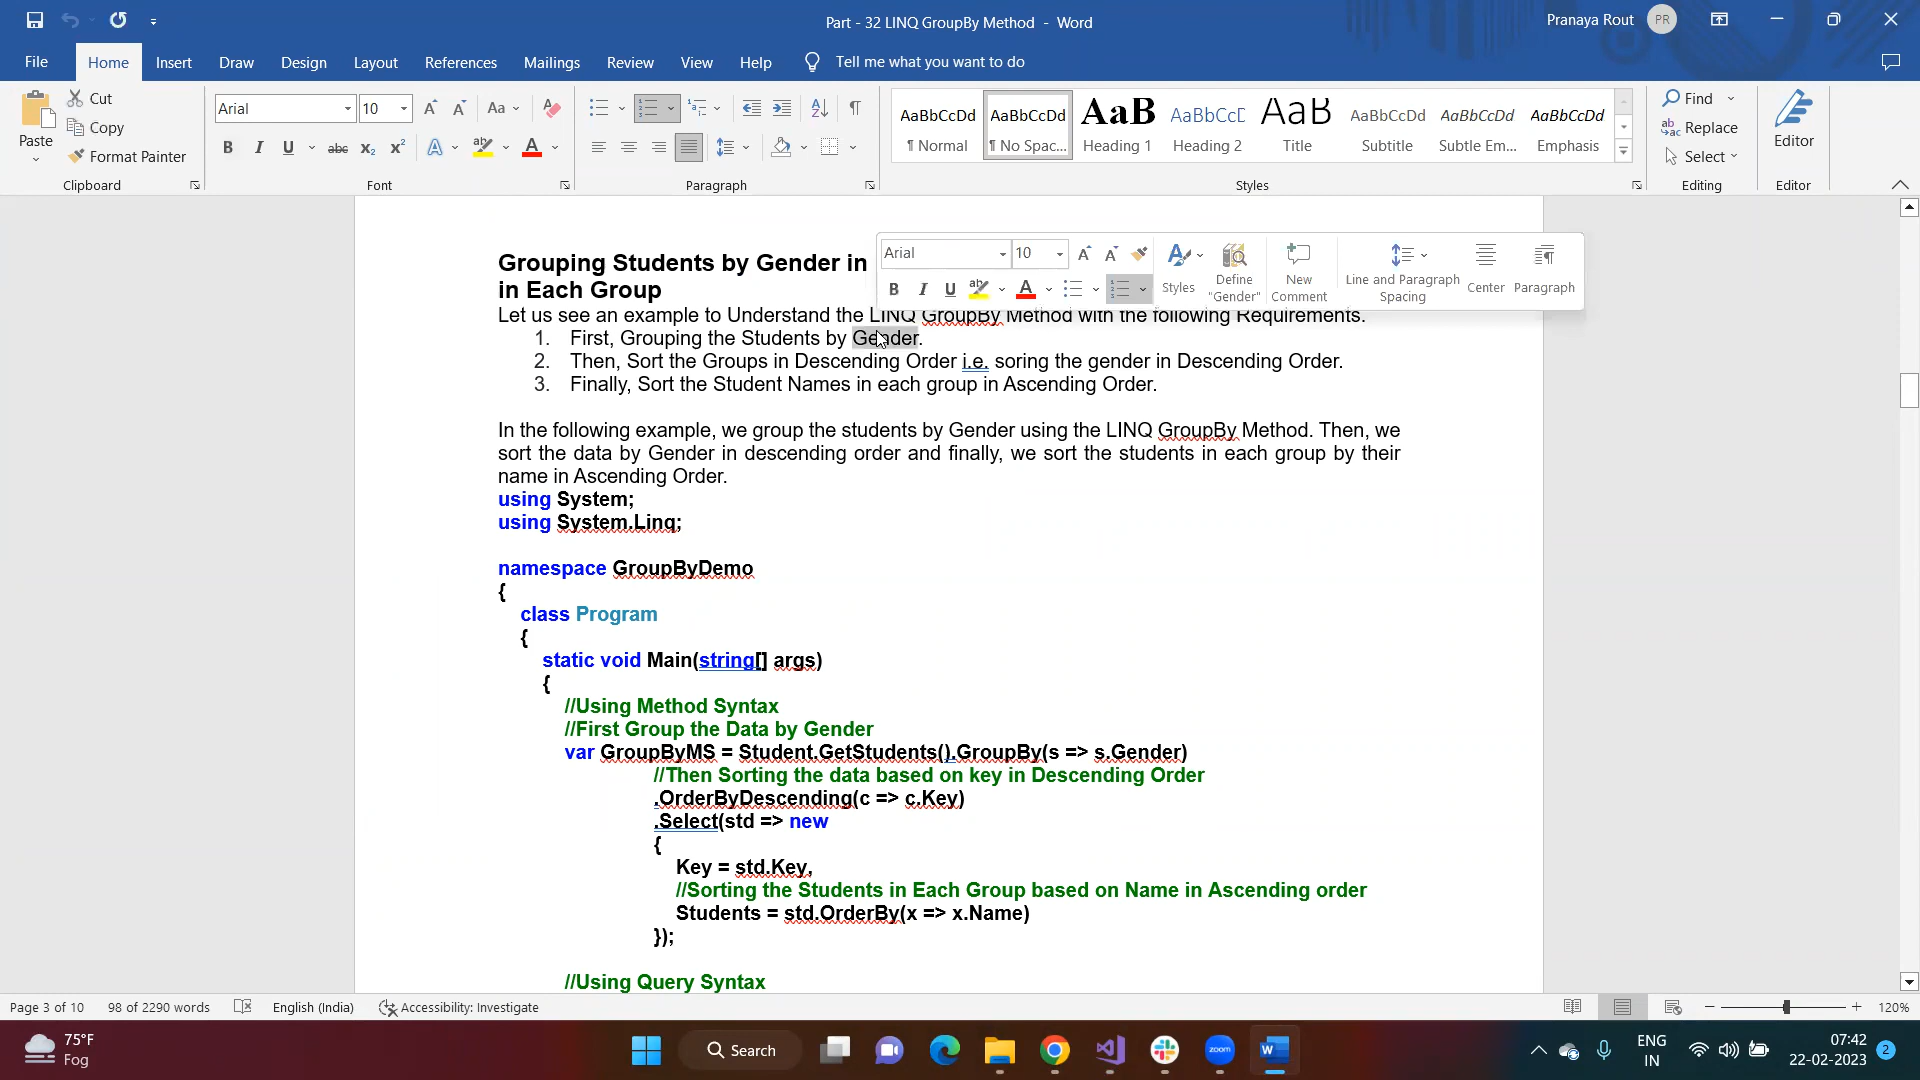 Part - 32 LINQ GroupBy Method - Word
Pranaya Rout
PR
File Home Insert Draw Design Layout References Mailings Review View Help Tell me what you want to do
Paste
Cut
Copy
Format Painter
Clipboard
Arial 10
Font
Paragraph
AaBbCcDd AaBbCcDd AaB AaBbCcD AaB AaBbCcDd AaBbCcDd AaBbCcDd
¶ Normal ¶ No Spac... Heading 1 Heading 2 Title Subtitle Subtle Em... Emphasis
Styles
Find
Replace
Select
Editing
Editor
Editor
Arial 10
Styles
Define "Gender"
New Comment
Line and Paragraph Spacing
Center
Paragraph
Grouping Students by Gender in
in Each Group
Let us see an example to Understand the LINQ GroupBy Method with the following Requirements.
1. First, Grouping the Students by Gender.
2. Then, Sort the Groups in Descending Order i.e. soring the gender in Descending Order.
3. Finally, Sort the Student Names in each group in Ascending Order.
In the following example, we group the students by Gender using the LINQ GroupBy Method. Then, we
sort the data by Gender in descending order and finally, we sort the students in each group by their
name in Ascending Order.
using System;
using System.Linq;
namespace GroupByDemo
{
class Program
{
static void Main(string[] args)
{
//Using Method Syntax
//First Group the Data by Gender
var GroupByMS = Student.GetStudents().GroupBy(s => s.Gender)
//Then Sorting the data based on key in Descending Order
.OrderByDescending(c => c.Key)
.Select(std => new
{
Key = std.Key,
//Sorting the Students in Each Group based on Name in Ascending order
Students = std.OrderBy(x => x.Name)
});
//Using Query Syntax
Page 3 of 10 98 of 2290 words English (India) Accessibility: Investigate 120%
75°F
Fog
Search
zoom
ENG
IN
07:42
22-02-2023
2